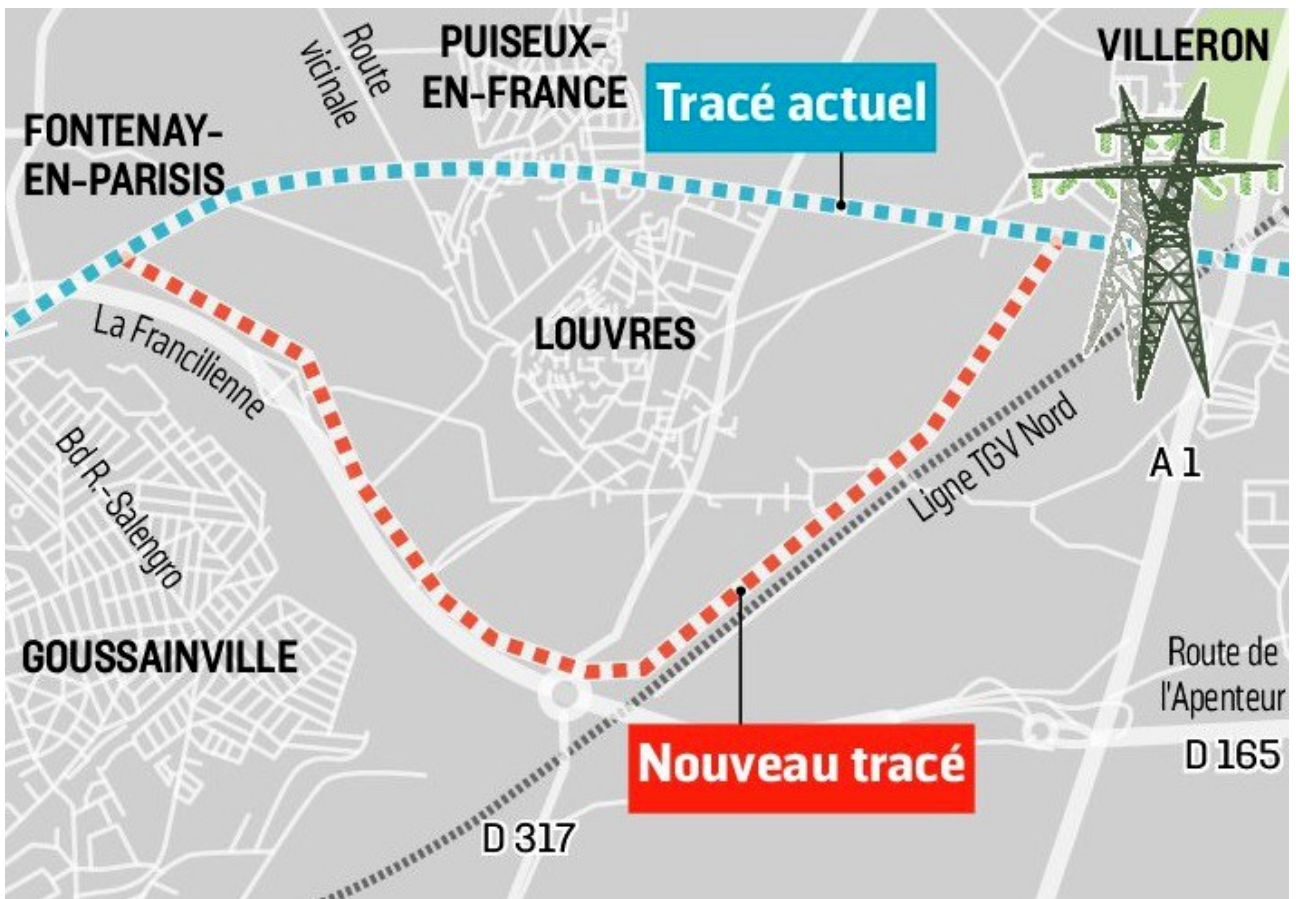 PUISEUX-
EN-FRANCE
VILLERON
Route
vicinale
Tracé actuel
FONTENAY-
EN-PARISIS
La Francilienne
LOUVRES
Bd R.-Salengro
Ligne TGV Nord
A 1
GOUSSAINVILLE
Route de
l'Apenteur
D 165
Nouveau tracé
D 317